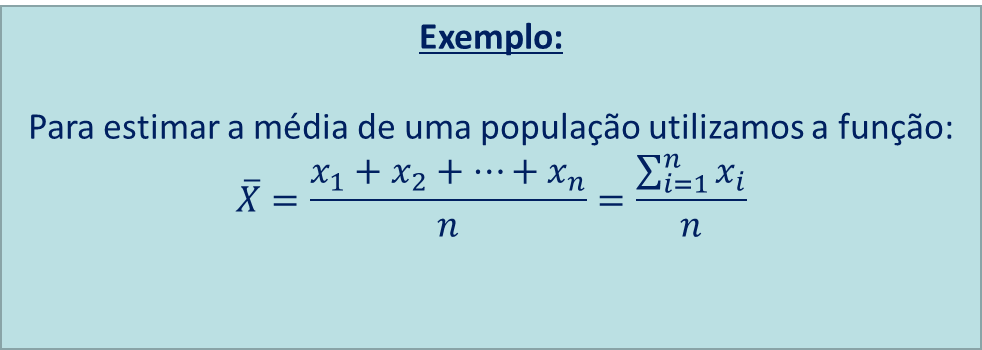 Exemplo:
Para estimar a média de uma população utilizamos a função:
X̄ = (x₁ + x₂ + ⋯ + xₙ)/n = (∑ⁿᵢ₌₁ xᵢ)/n